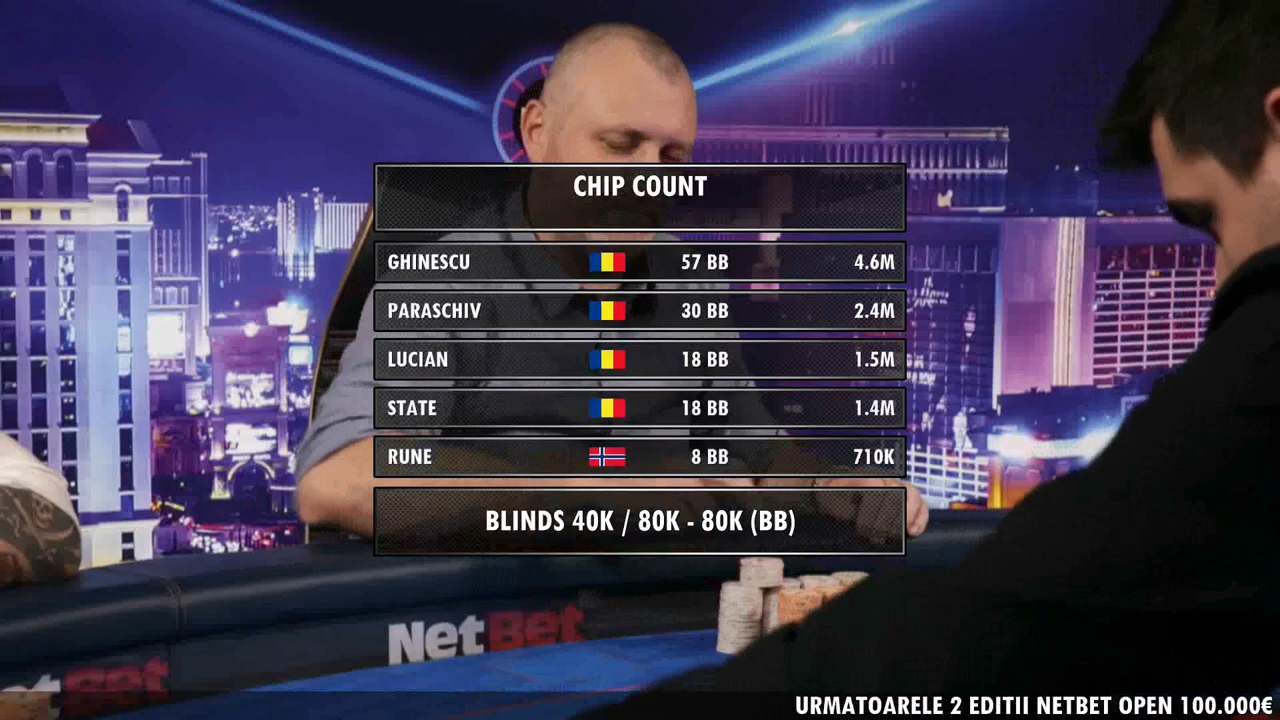 CHIP COUNT
GHINESCU 57 BB 4.6M
PARASCHIV 30 BB 2.4M
LUCIAN 18 BB 1.5M
STATE 18 BB 1.4M
RUNE 8 BB 710K
BLINDS 40K / 80K - 80K (BB)
NetBet
etBet
URMATOARELE 2 EDITII NETBET OPEN 100.000€